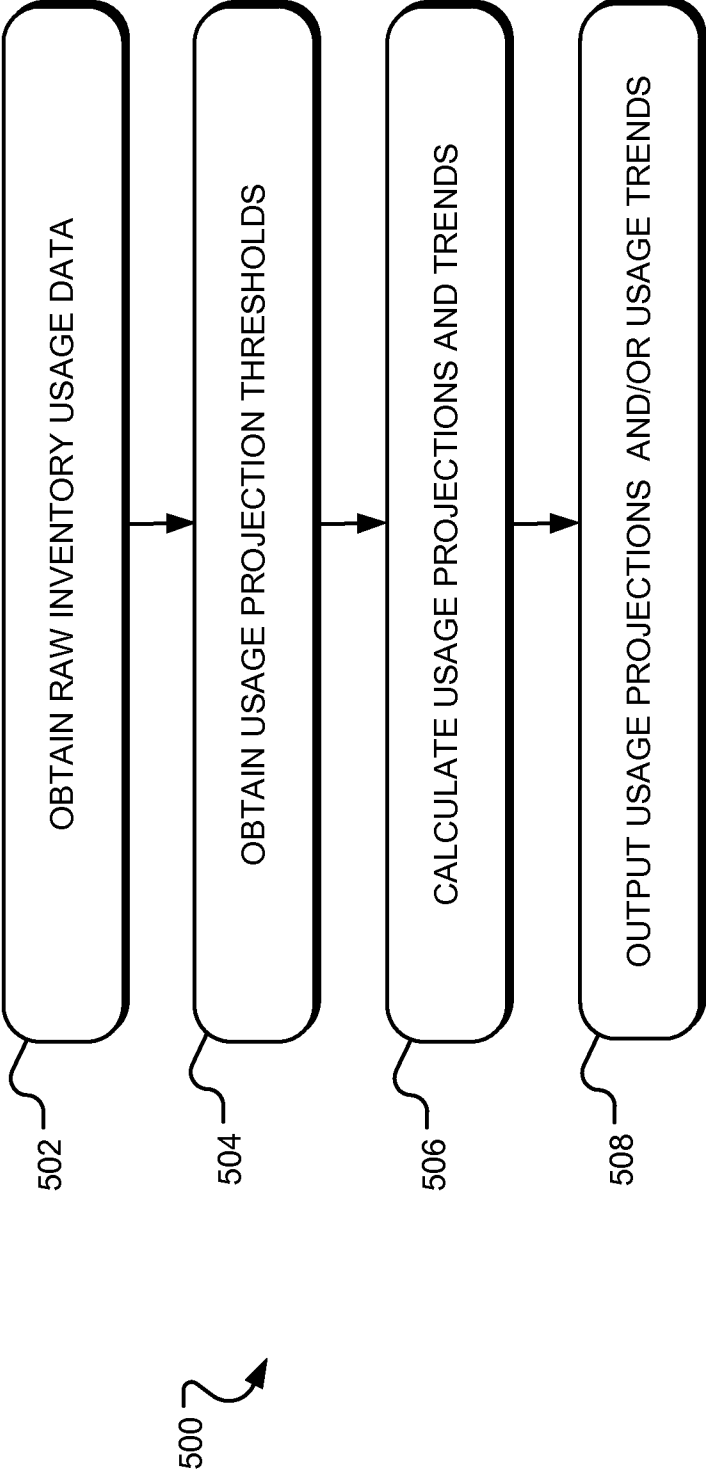 500
502
OBTAIN RAW INVENTORY USAGE DATA
504
OBTAIN USAGE PROJECTION THRESHOLDS
506
CALCULATE USAGE PROJECTIONS AND TRENDS
508
OUTPUT USAGE PROJECTIONS AND/OR USAGE TRENDS